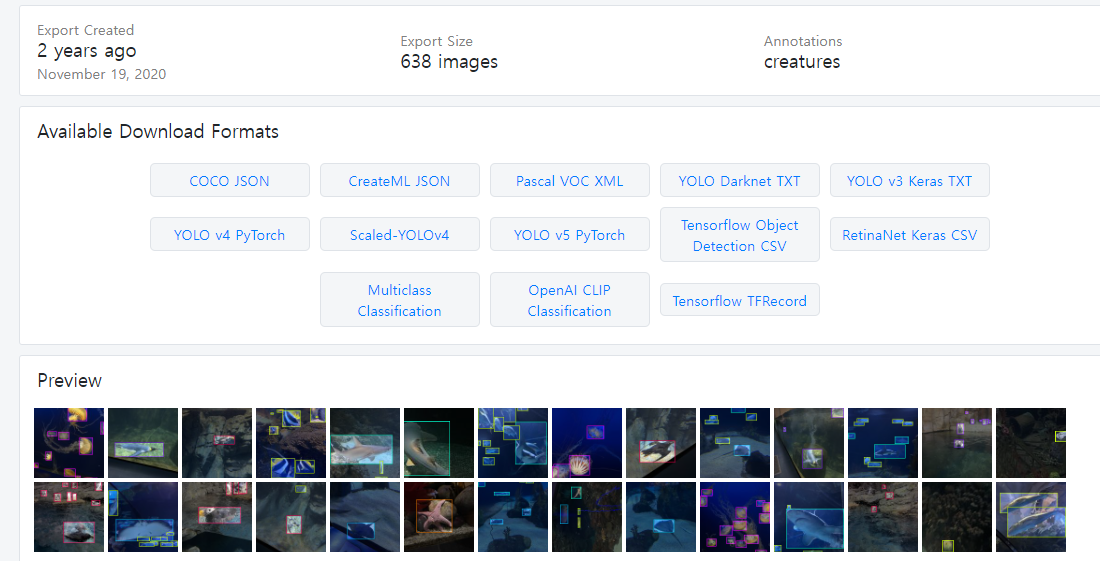 Export Created
2 years ago
November 19, 2020
Export Size
638 images
Annotations
creatures
Available Download Formats
COCO JSON
CreateML JSON
Pascal VOC XML
YOLO Darknet TXT
YOLO v3 Keras TXT
YOLO v4 PyTorch
Scaled-YOLOv4
YOLO v5 PyTorch
Tensorflow Object
Detection CSV
RetinaNet Keras CSV
Multiclass
Classification
OpenAI CLIP
Classification
Tensorflow TFRecord
Preview